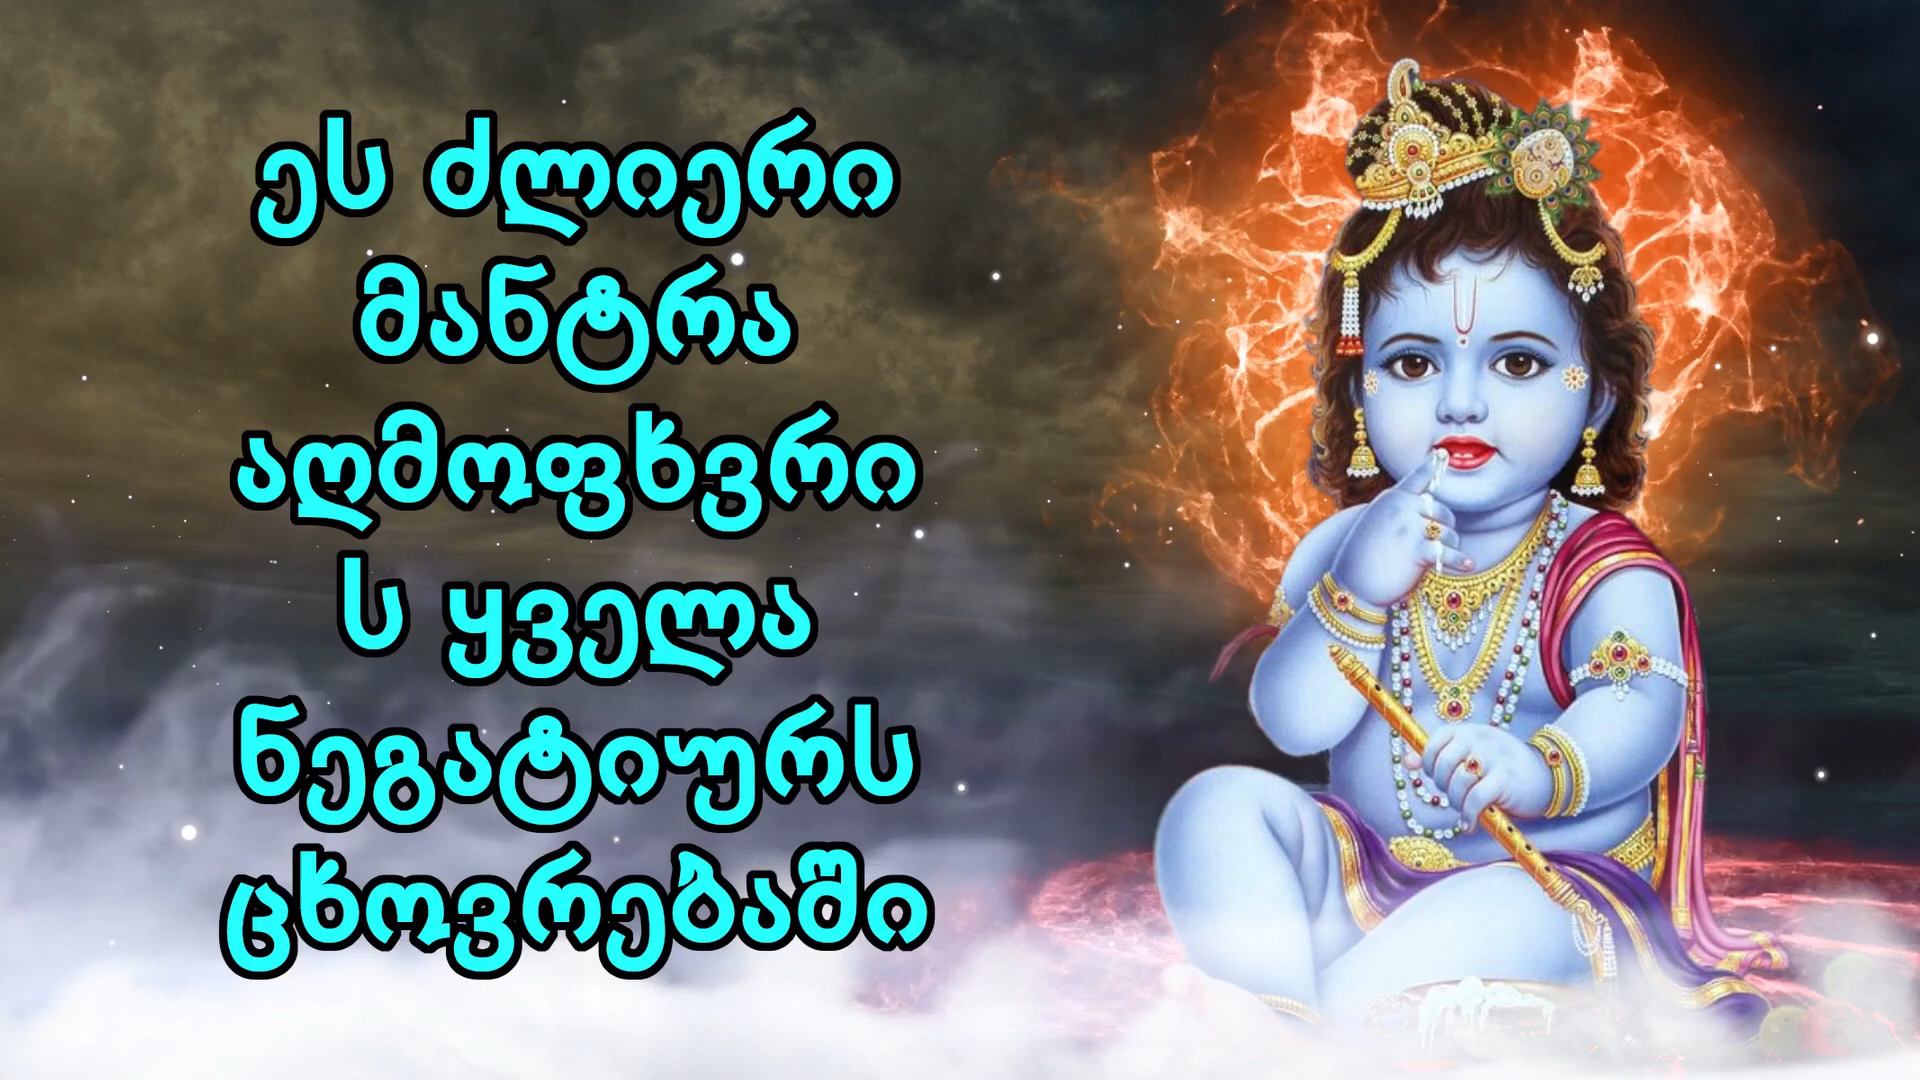 ეს ძლიერი
მანტრა
აღმოფხვრი
ს ყველა
ნეგატიურს
ცხოვრებაში